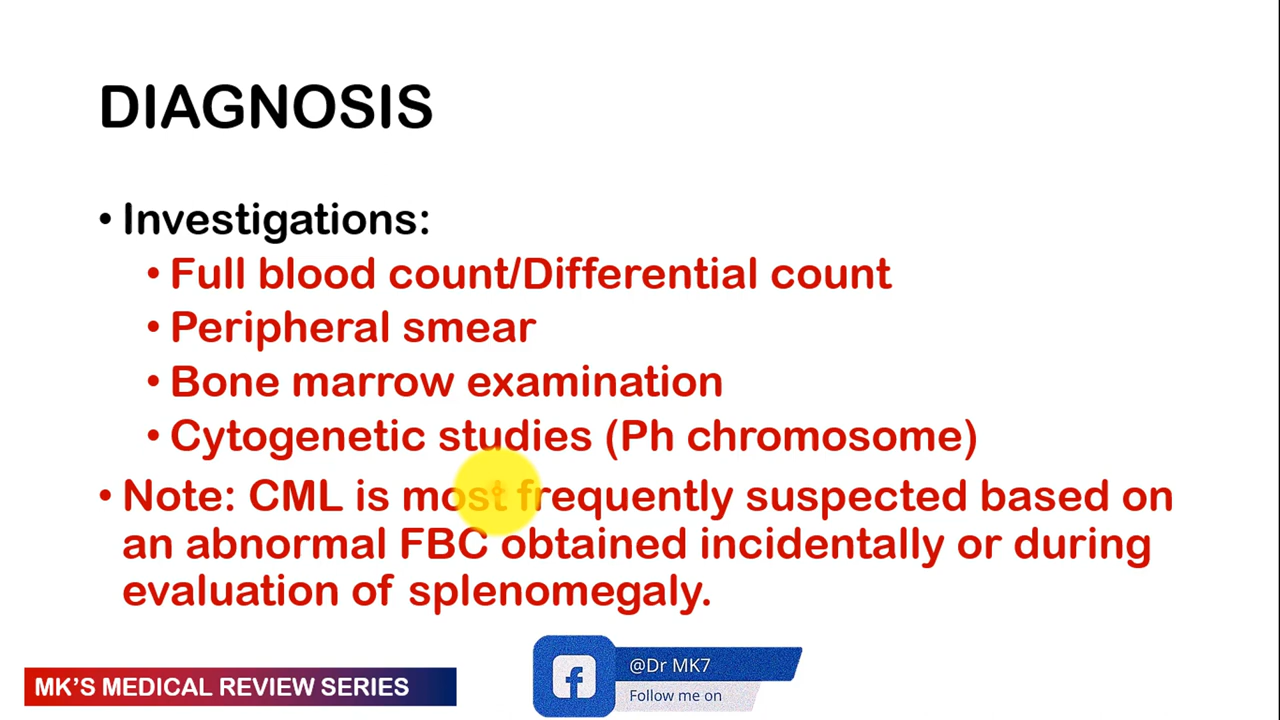 DIAGNOSIS
• Investigations:
• Full blood count/Differential count
• Peripheral smear
• Bone marrow examination
• Cytogenetic studies (Ph chromosome)
• Note: CML is most frequently suspected based on
an abnormal FBC obtained incidentally or during
evaluation of splenomegaly.
MK'S MEDICAL REVIEW SERIES
@Dr MK7
Follow me on